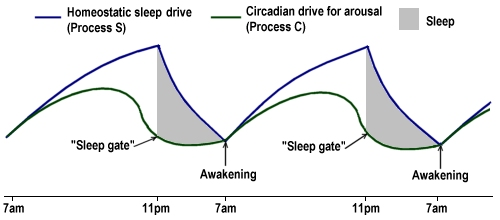 Homeostatic sleep drive
(Process S)
Circadian drive for arousal
(Process C)
Sleep
"Sleep gate"
Awakening
"Sleep gate"
Awakening
7am
11pm
7am
11pm
7am